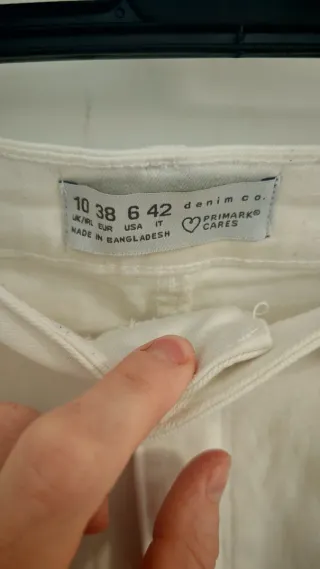 10 38 6 42 denim co.
UK/IRL EUR USA IT PRIMARK®
CARES
MADE IN BANGLADESH